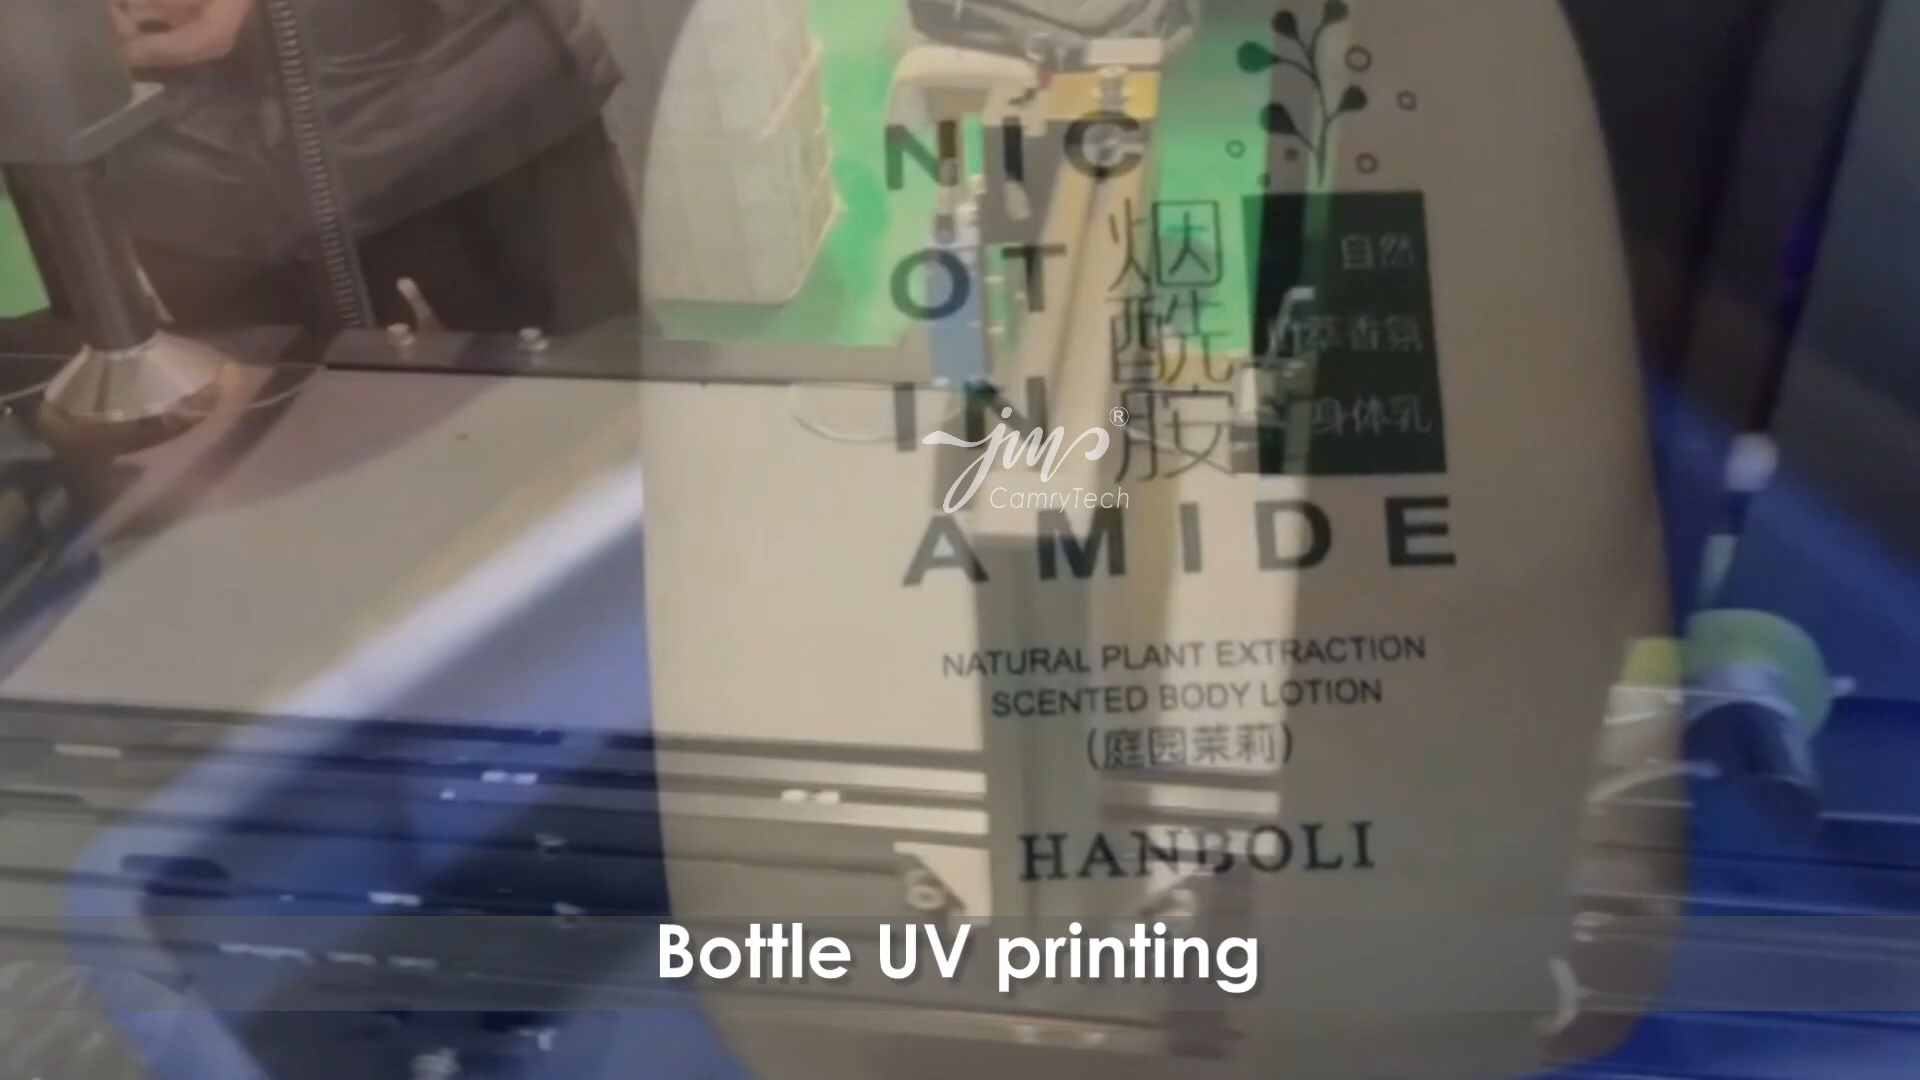 NIC
OT
IN
AMIDE
烟
酰
胺
自然
萃香氛
身体乳
NATURAL PLANT EXTRACTION
SCENTED BODY LOTION
(庭园茉莉)
HANBOLI
jmp®
CamryTech
Bottle UV printing